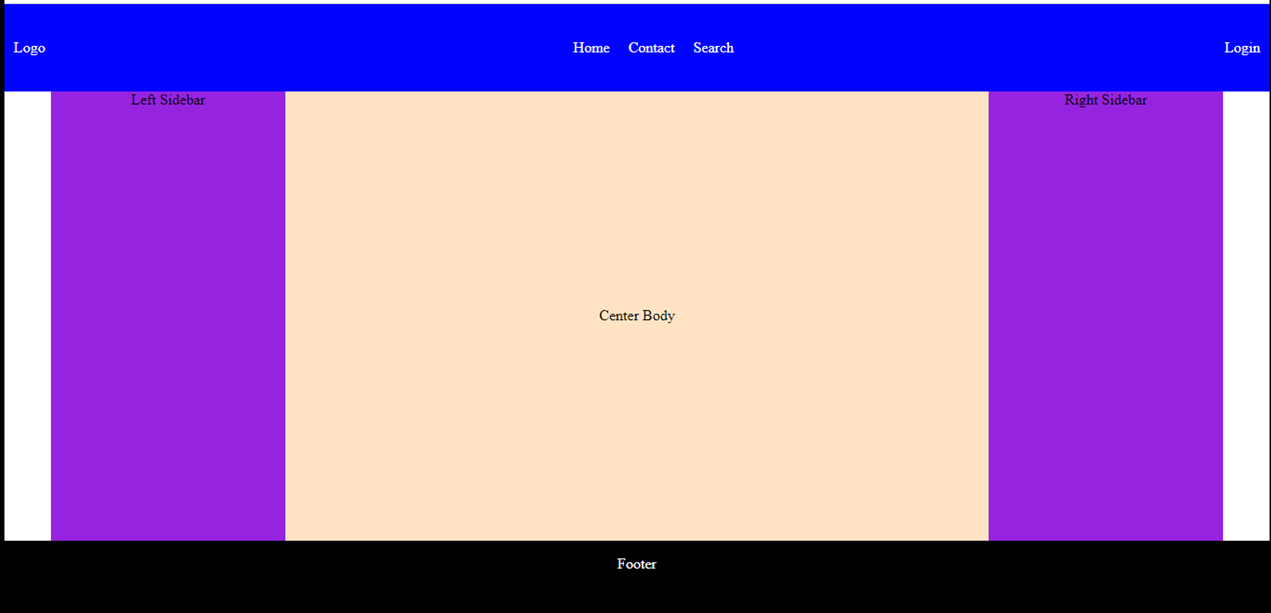 Logo
Home Contact Search
Login
Left Sidebar
Center Body
Right Sidebar
Footer